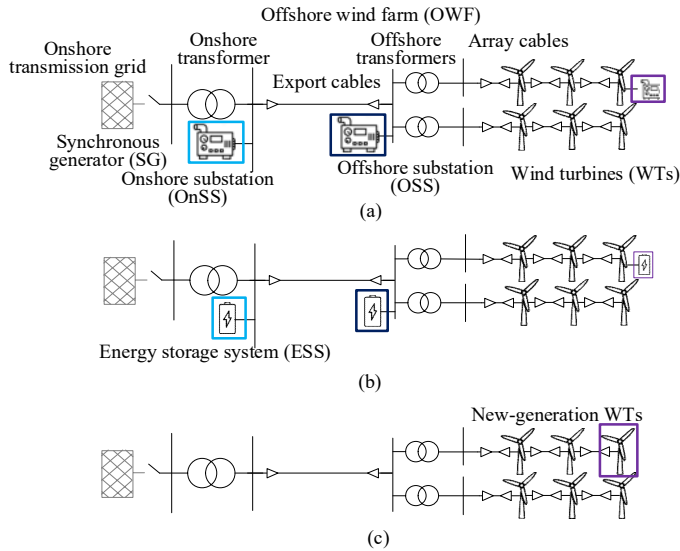 Offshore wind farm (OWF)
Onshore
transformer
Offshore
transformers
Array cables
Onshore
transmission grid
Export cables
Synchronous
generator (SG)
Onshore substation
(OnSS)
Offshore substation
(OSS)
Wind turbines (WTs)
(a)
Energy storage system (ESS)
(b)
New-generation WTs
(c)